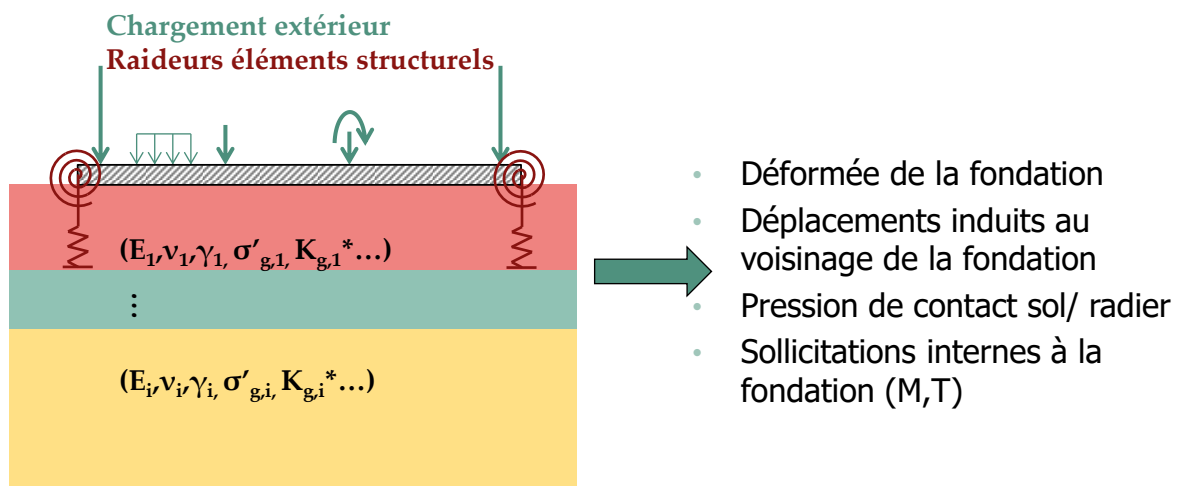 Chargement extérieur
Raideurs éléments structurels
(E₁,ν₁,γ₁, σ'g,₁, Kg,₁*…)
⋮
(Eᵢ,νᵢ,γᵢ, σ'g,ᵢ, Kg,ᵢ*…)
• Déformée de la fondation
• Déplacements induits au
voisinage de la fondation
• Pression de contact sol/ radier
• Sollicitations internes à la
fondation (M,T)